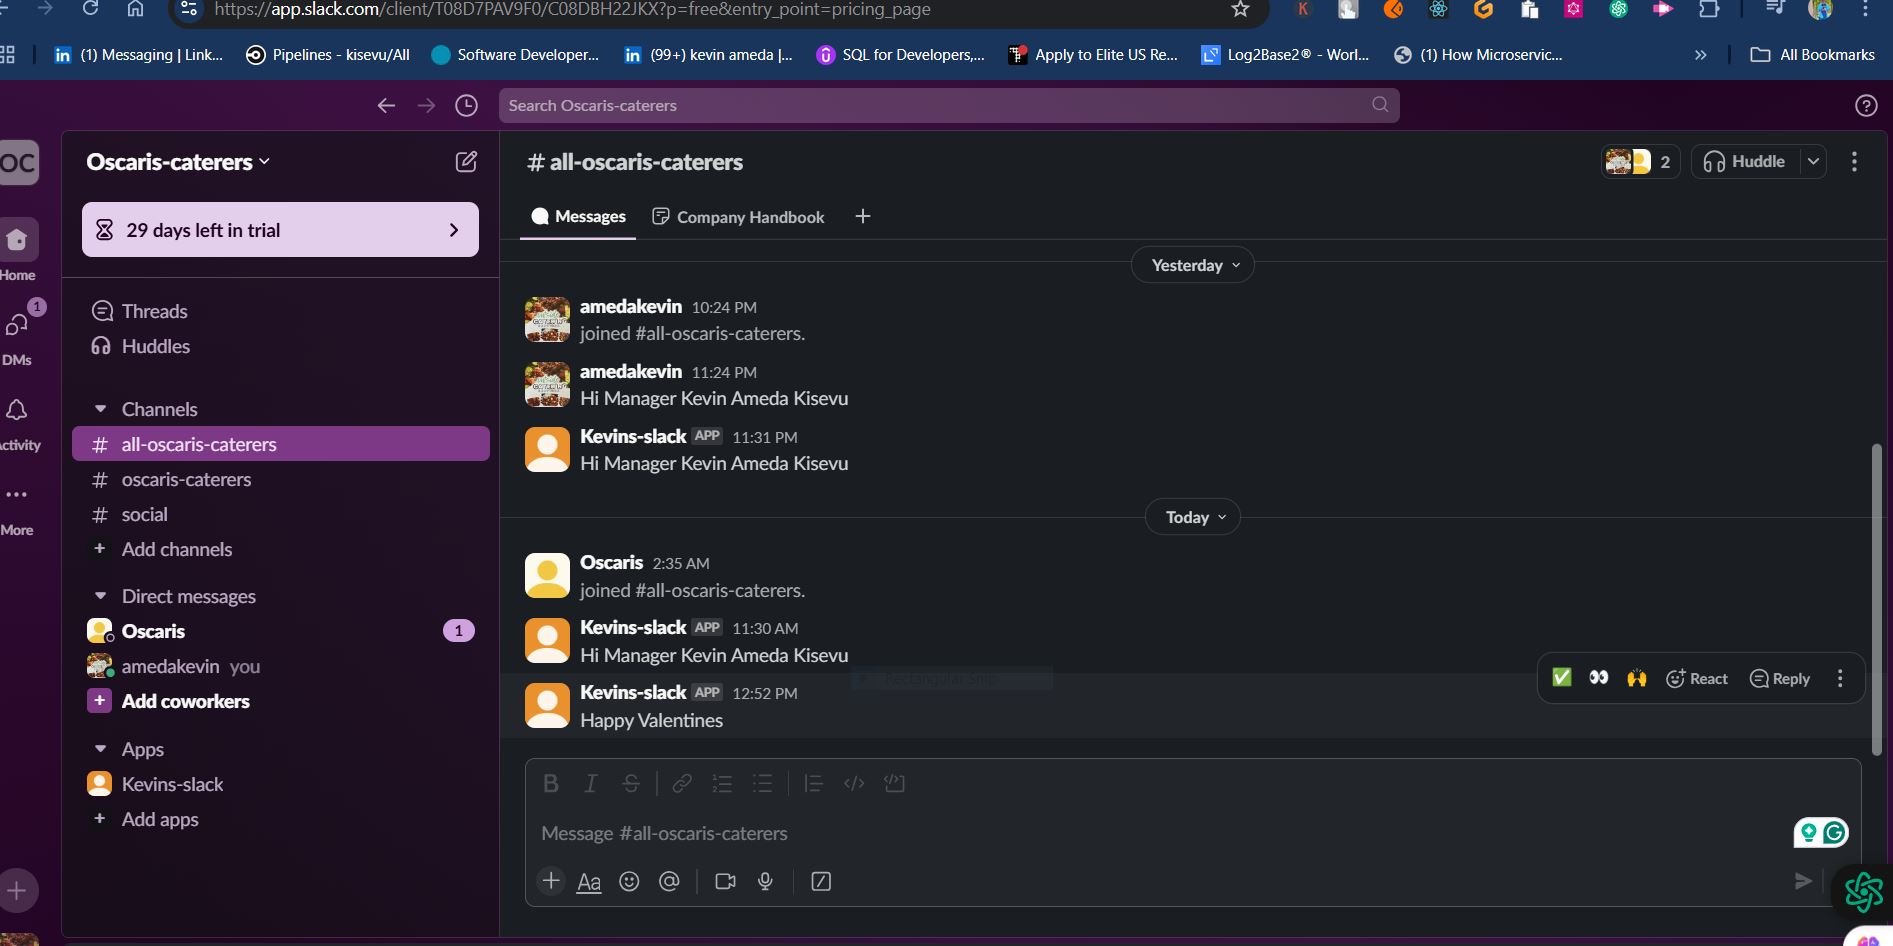 https://app.slack.com/client/T08D7PAV9F0/C08DBH22JKX?p=free&entry_point=pricing_page
(1) Messaging | Link...
Pipelines - kisevu/All
Software Developer...
(99+) kevin ameda |...
SQL for Developers,...
Apply to Elite US Re...
Log2Base2® - Worl...
(1) How Microservic...
»
All Bookmarks
Search Oscaris-caterers
OC
Home
1
DMs
Activity
More
Oscaris-caterers
29 days left in trial
Threads
Huddles
Channels
# all-oscaris-caterers
# oscaris-caterers
# social
+ Add channels
Direct messages
Oscaris 1
amedakevin you
+ Add coworkers
Apps
Kevins-slack
+ Add apps
# all-oscaris-caterers
2
Huddle
Messages
Company Handbook
+
Yesterday
amedakevin 10:24 PM
joined #all-oscaris-caterers.
amedakevin 11:24 PM
Hi Manager Kevin Ameda Kisevu
Kevins-slack APP 11:31 PM
Hi Manager Kevin Ameda Kisevu
Today
Oscaris 2:35 AM
joined #all-oscaris-caterers.
Kevins-slack APP 11:30 AM
Hi Manager Kevin Ameda Kisevu
Rectangular Snip
Kevins-slack APP 12:52 PM
Happy Valentines
React
Reply
Message #all-oscaris-caterers
Aa